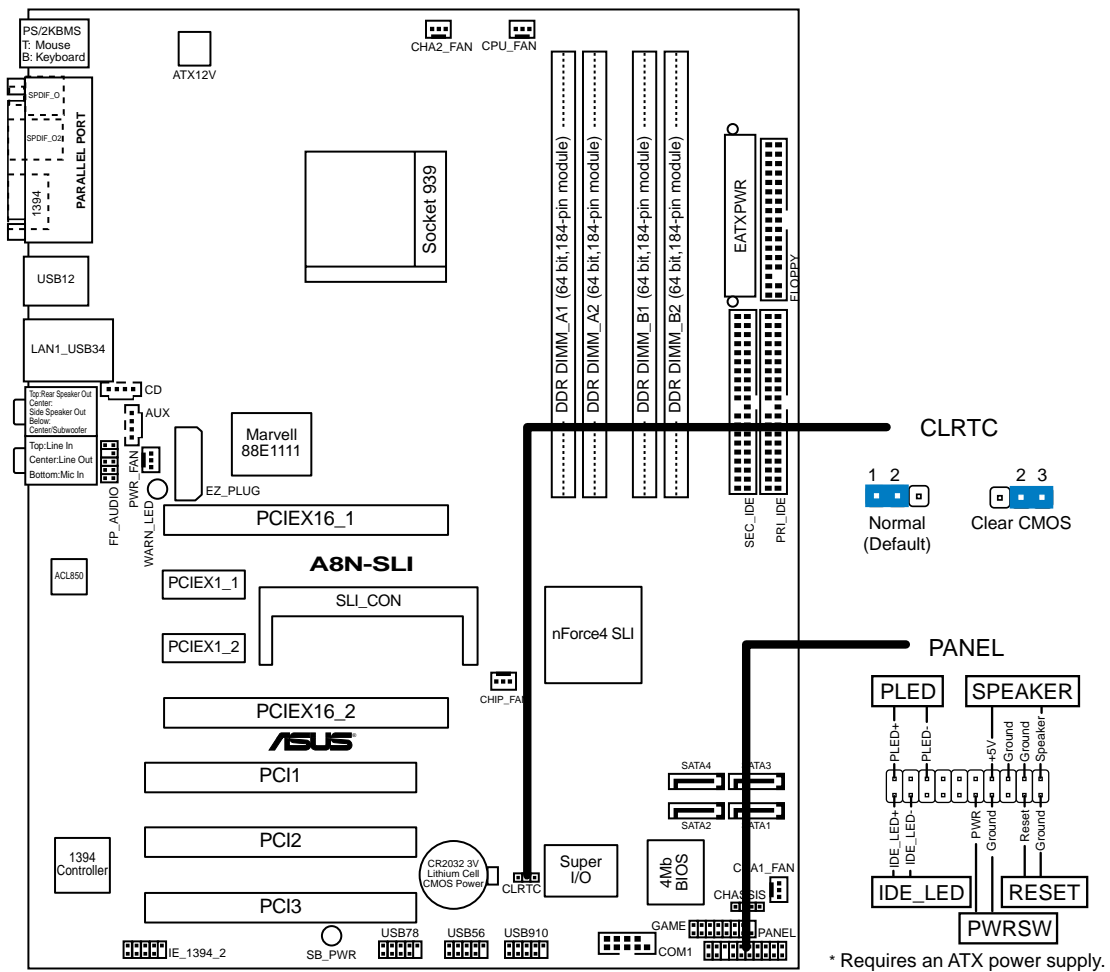 PS/2KBMS
T: Mouse
B: Keyboard
ATX12V
CHA2_FAN
CPU_FAN
SPDIF_O
SPDIF_O2
1394
PARALLEL PORT
Socket 939
DDR DIMM_A1 (64 bit,184-pin module)
DDR DIMM_A2 (64 bit,184-pin module)
DDR DIMM_B1 (64 bit,184-pin module)
DDR DIMM_B2 (64 bit,184-pin module)
EATXPWR
FLOPPY
USB12
LAN1_USB34
CD
AUX
Top:Rear Speaker Out
Center:
Side Speaker Out
Below:
Center/Subwoofer
Top:Line In
Center:Line Out
Bottom:Mic In
FP_AUDIO
PWR_FAN
WARN_LED
EZ_PLUG
Marvell
88E1111
CLRTC
1 2
Normal
(Default)
2 3
Clear CMOS
SEC_IDE
PRI_IDE
PCIEX16_1
A8N-SLI
ACL850
PCIEX1_1
SLI_CON
PCIEX1_2
nForce4 SLI
CHIP_FAN
PCIEX16_2
ASUS
PANEL
PLED
SPEAKER
PLED+
PLED-
+5V
Ground
Ground
Speaker
IDE_LED+
IDE_LED-
PWR
Ground
Reset
Ground
IDE_LED
RESET
PWRSW
* Requires an ATX power supply.
PCI1
SATA4
SATA3
SATA2
SATA1
PCI2
1394
Controller
CR2032 3V
Lithium Cell
CMOS Power
CLRTC
Super
I/O
4Mb
BIOS
CHA1_FAN
CHASSIS
PCI3
GAME
PANEL
IE_1394_2
SB_PWR
USB78
USB56
USB910
COM1